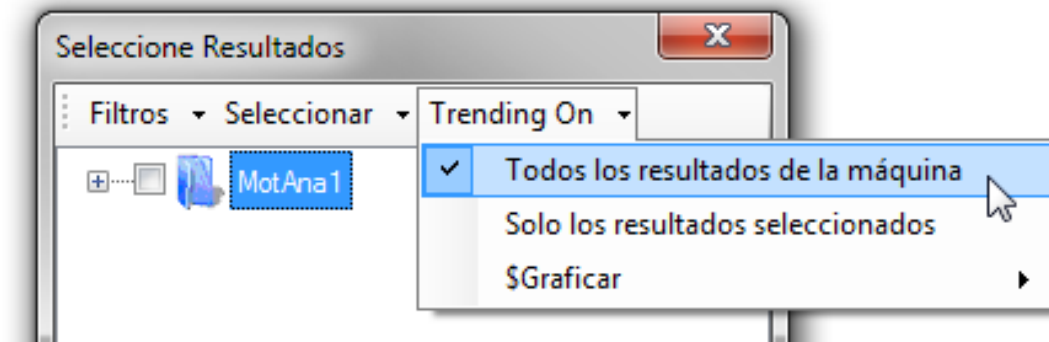 Seleccione Resultados
Filtros Seleccionar Trending On
MotAna1
Todos los resultados de la máquina
Solo los resultados seleccionados
$Graficar